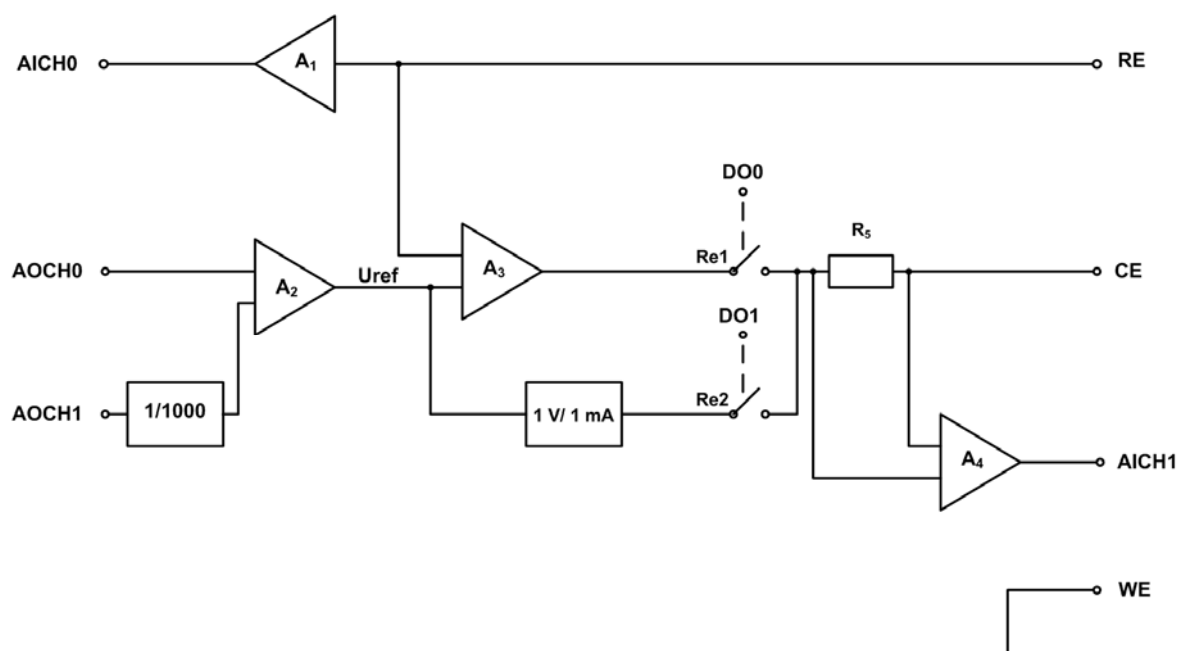 AICH0
A1
RE
DO0
R5
AOCH0
A2
Uref
A3
Re1
CE
DO1
AOCH1
1/1000
1 V/ 1 mA
Re2
A4
AICH1
WE